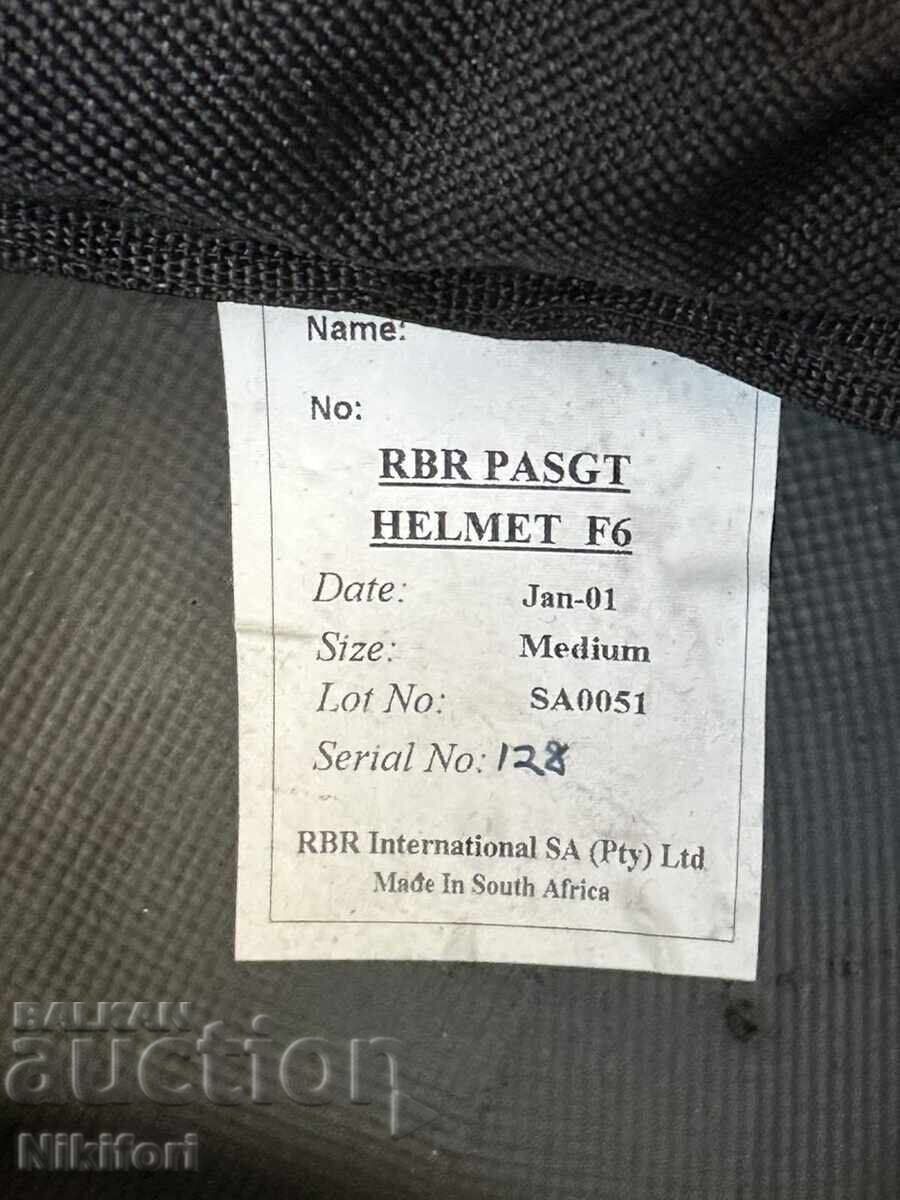 Name:
No:
RBR PASGT
HELMET F6
Date: Jan-01
Size: Medium
Lot No: SA0051
Serial No: 128
RBR International SA (Pty) Ltd
Made In South Africa
BALKAN
auction
Nikifori